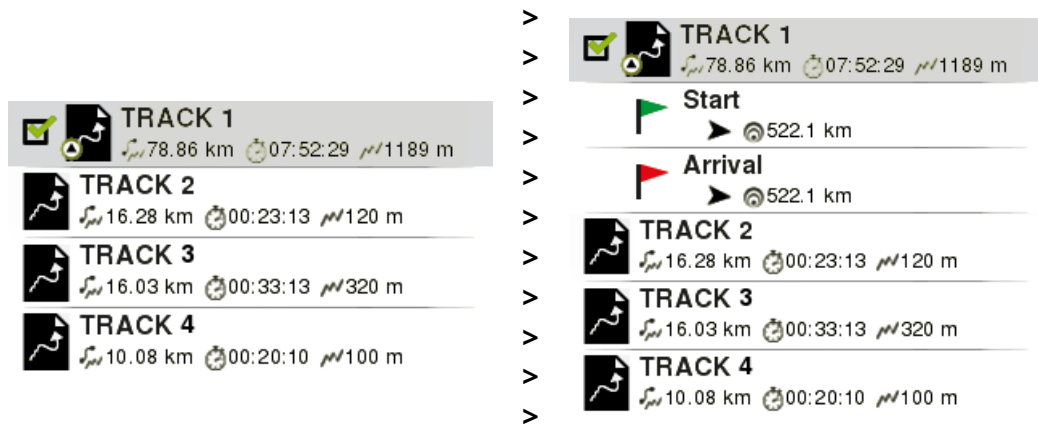 TRACK 1
78.86 km 07:52:29 1189 m
TRACK 2
16.28 km 00:23:13 120 m
TRACK 3
16.03 km 00:33:13 320 m
TRACK 4
10.08 km 00:20:10 100 m
>
>
>
>
>
>
>
>
>
>
>
TRACK 1
78.86 km 07:52:29 1189 m
Start
522.1 km
Arrival
522.1 km
TRACK 2
16.28 km 00:23:13 120 m
TRACK 3
16.03 km 00:33:13 320 m
TRACK 4
10.08 km 00:20:10 100 m